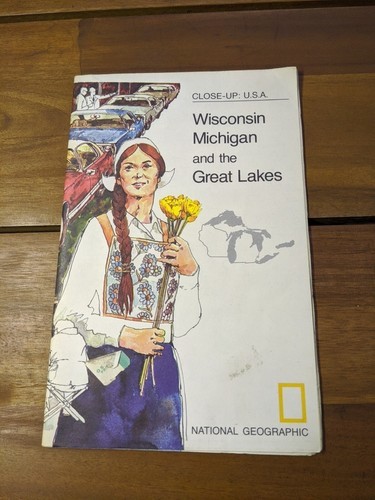 CLOSE-UP: U.S.A.
Wisconsin
Michigan
and the
Great Lakes
NATIONAL GEOGRAPHIC